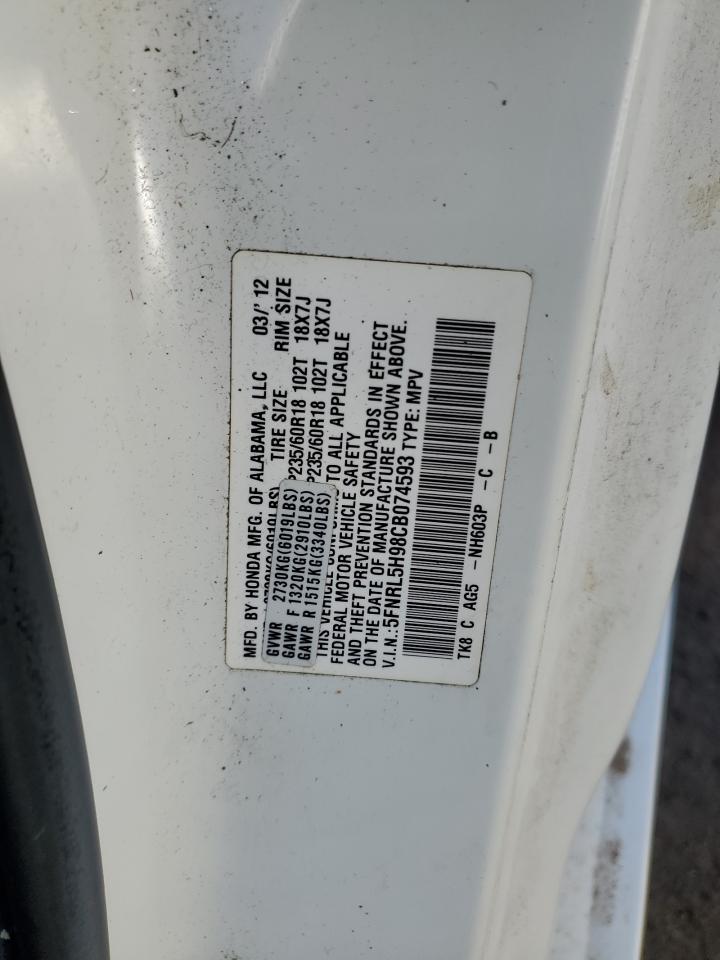 MFD. BY HONDA MFG. OF ALABAMA, LLC 03/'12
TIRE SIZE RIM SIZE
GVWR 2730KG(6019LBS)
GAWR F 1320KG(2910LBS) P235/60R18 102T 18X7J
GAWR R 1515KG(3340LBS) P235/60R18 102T 18X7J
THIS VEHICLE TO ALL APPLICABLE
FEDERAL MOTOR VEHICLE SAFETY
AND THEFT PREVENTION STANDARDS IN EFFECT
ON THE DATE OF MANUFACTURE SHOWN ABOVE.
V.I.N.:5FNRL5H98CB074593 TYPE: MPV
TK8 C AG5 -NH603P -C -B